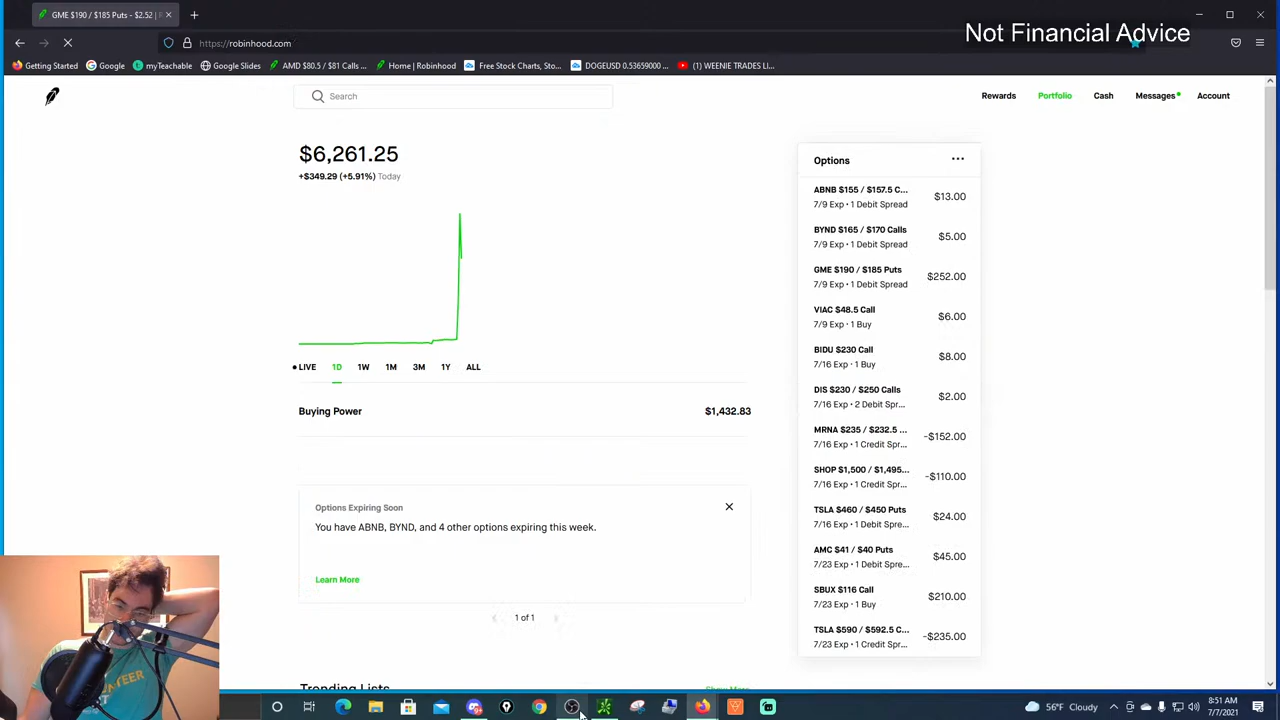 GME $190 / $185 Puts - $2.52 | R
Not Financial Advice
https://robinhood.com
Getting Started
Google
myTeachable
Google Slides
AMD $80.5 / $81 Calls ...
Home | Robinhood
Free Stock Charts, Sto...
DOGEUSD 0.53659000 ...
(1) WEENIE TRADES LI...
Search
Rewards
Portfolio
Cash
Messages
Account
$6,261.25
+$349.29 (+5.91%) Today
LIVE 1D 1W 1M 3M 1Y ALL
Buying Power $1,432.83
Options Expiring Soon
You have ABNB, BYND, and 4 other options expiring this week.
Learn More
1 of 1
Trending Lists
Show More
Options
ABNB $155 / $157.5 C...
7/9 Exp • 1 Debit Spread
$13.00
BYND $165 / $170 Calls
7/9 Exp • 1 Debit Spread
$5.00
GME $190 / $185 Puts
7/9 Exp • 1 Debit Spread
$252.00
VIAC $48.5 Call
7/9 Exp • 1 Buy
$6.00
BIDU $230 Call
7/16 Exp • 1 Buy
$8.00
DIS $230 / $250 Calls
7/16 Exp • 2 Debit Spr...
$2.00
MRNA $235 / $232.5 ...
7/16 Exp • 1 Credit Spr...
-$152.00
SHOP $1,500 / $1,495...
7/16 Exp • 1 Credit Spr...
-$110.00
TSLA $460 / $450 Puts
7/16 Exp • 1 Debit Spre...
$24.00
AMC $41 / $40 Puts
7/23 Exp • 1 Debit Spre...
$45.00
SBUX $116 Call
7/23 Exp • 1 Buy
$210.00
TSLA $590 / $592.5 C...
7/23 Exp • 1 Credit Spr...
-$235.00
56°F Cloudy
8:51 AM
7/7/2021